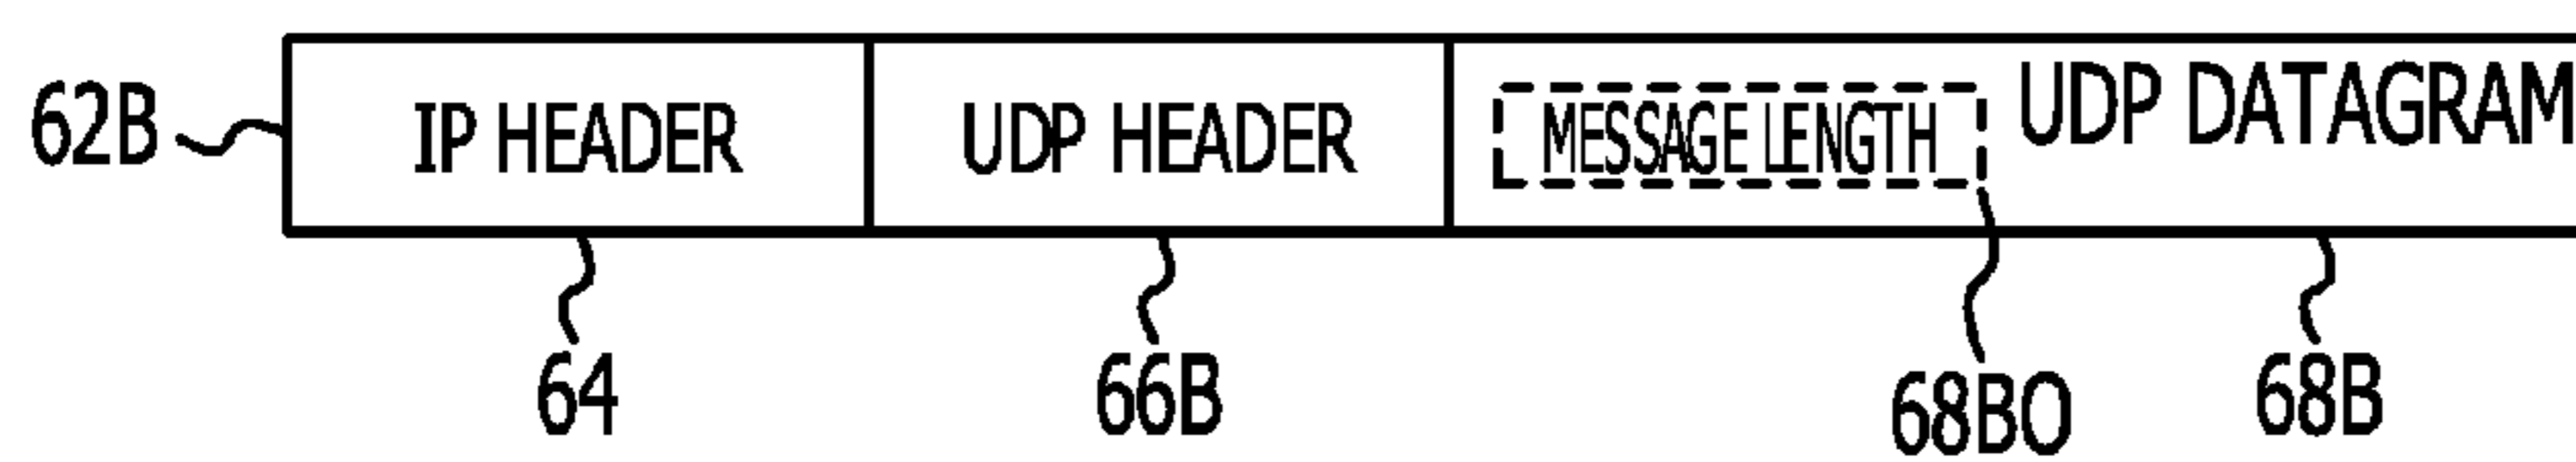 62B IP HEADER UDP HEADER MESSAGE LENGTH UDP DATAGRAM
64 66B 68BO 68B